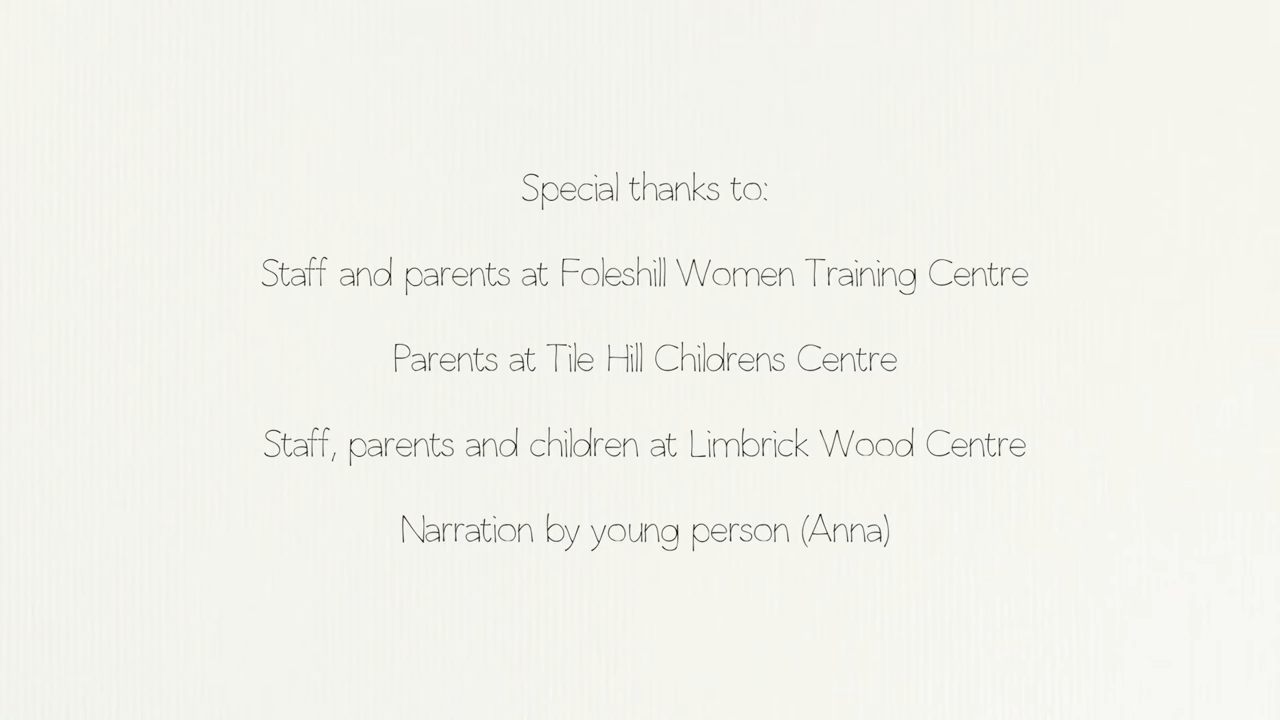 Special thanks to:
Staff and parents at Foleshill Women Training Centre
Parents at Tile Hill Childrens Centre
Staff, parents and children at Limbrick Wood Centre
Narration by young person (Anna)